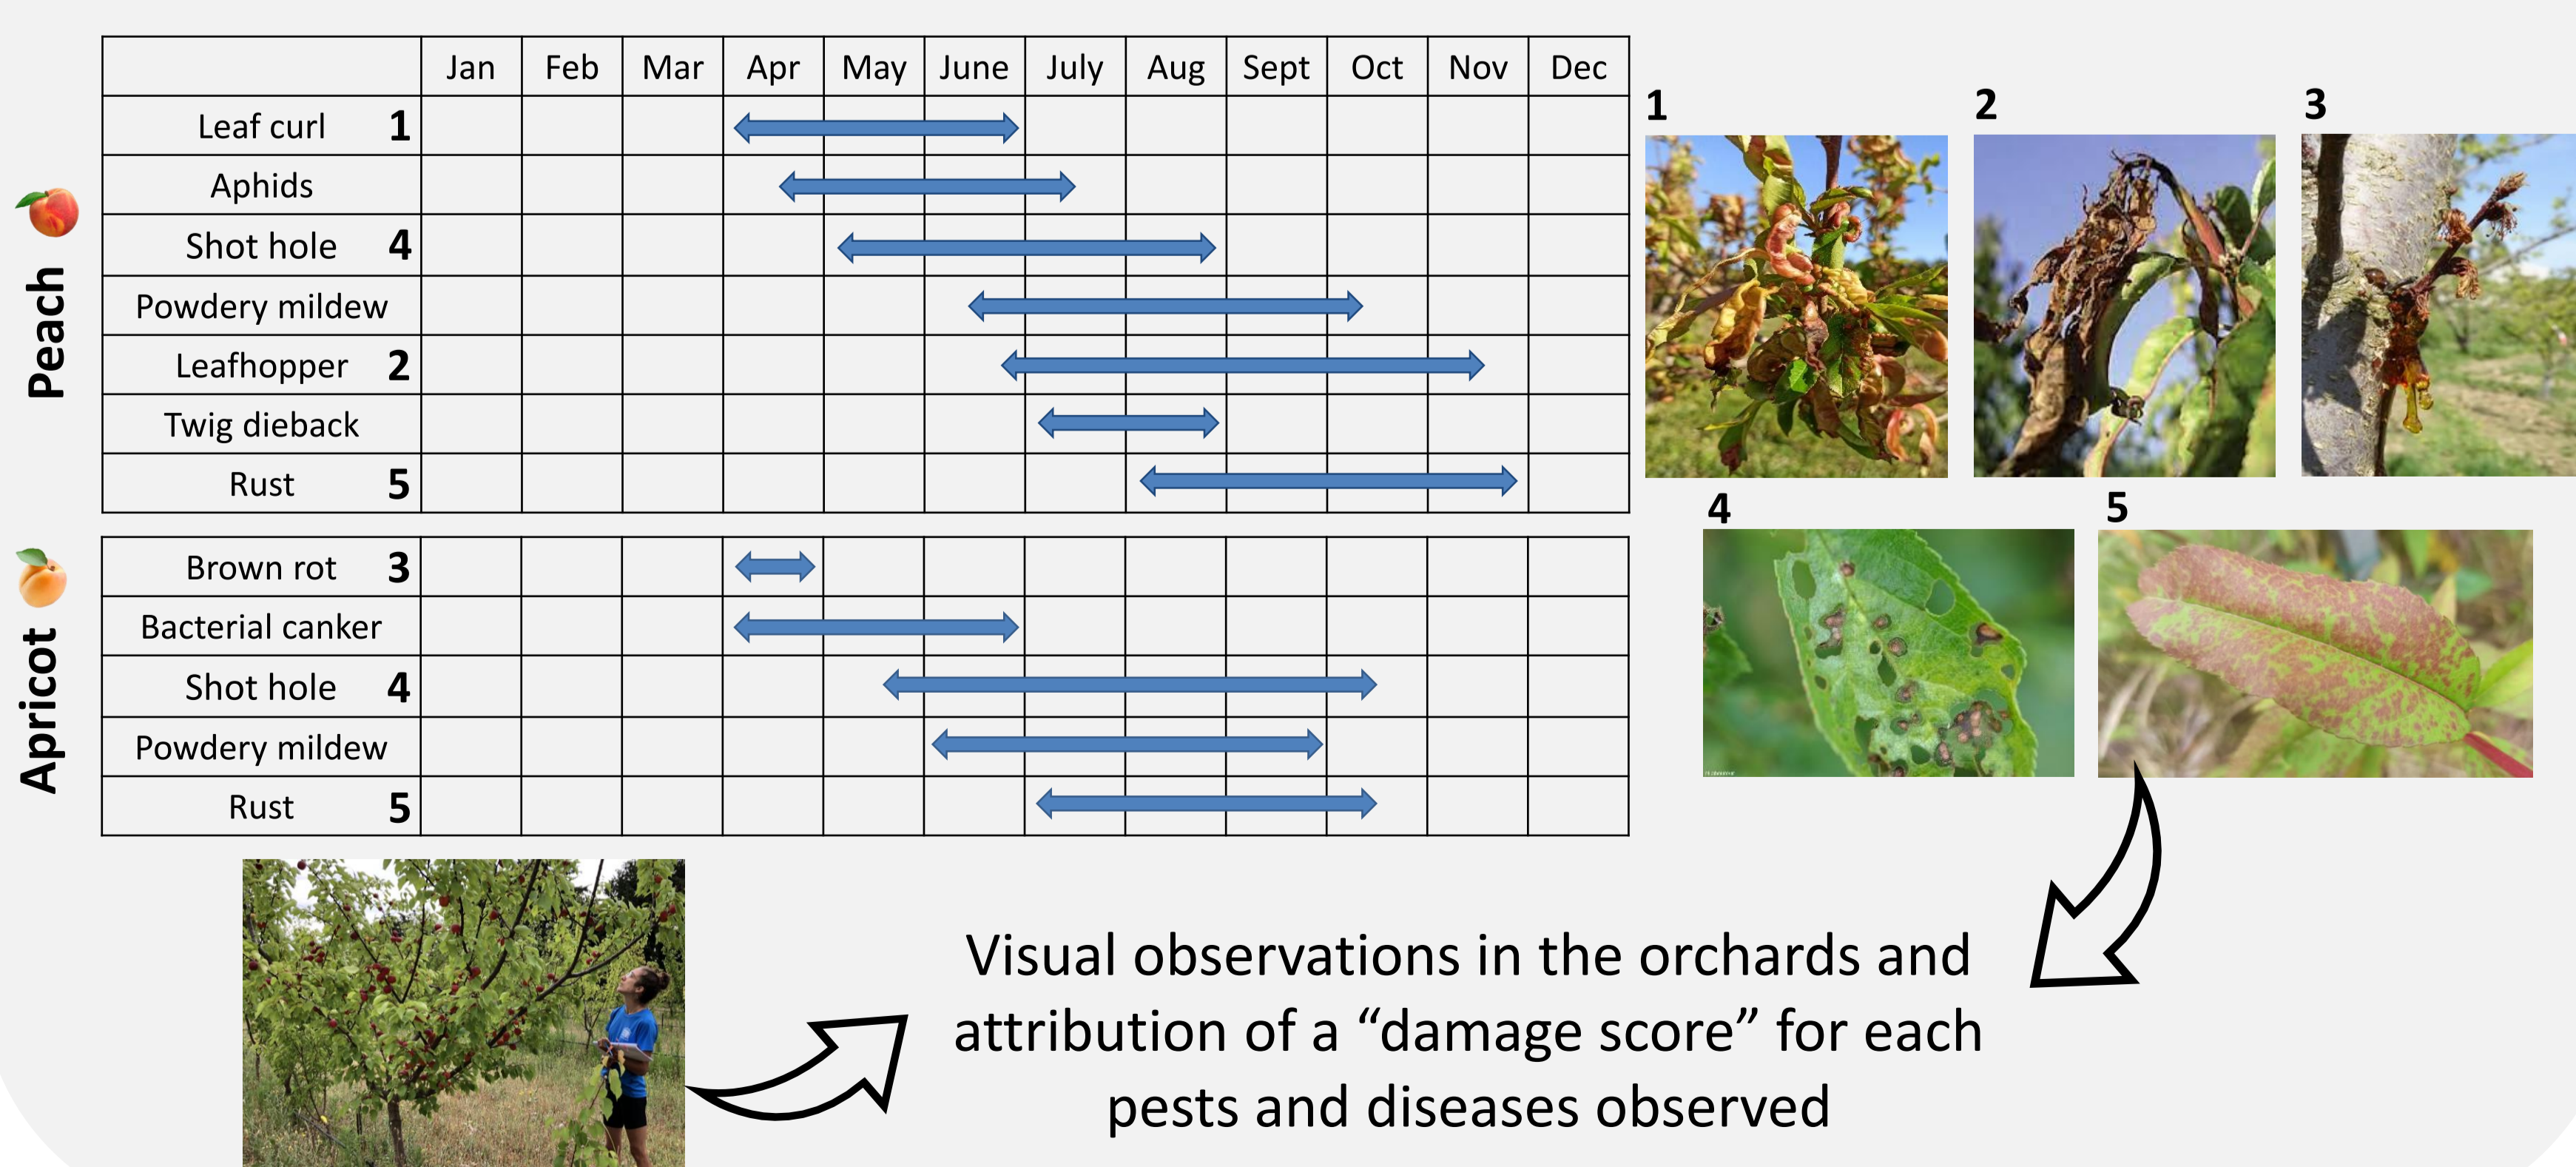 Jan Feb Mar Apr May June July Aug Sept Oct Nov Dec
Peach
Leaf curl 1
Aphids
Shot hole 4
Powdery mildew
Leafhopper 2
Twig dieback
Rust 5
Apricot
Brown rot 3
Bacterial canker
Shot hole 4
Powdery mildew
Rust 5
1 2 3
4 5
Visual observations in the orchards and
attribution of a “damage score” for each
pests and diseases observed